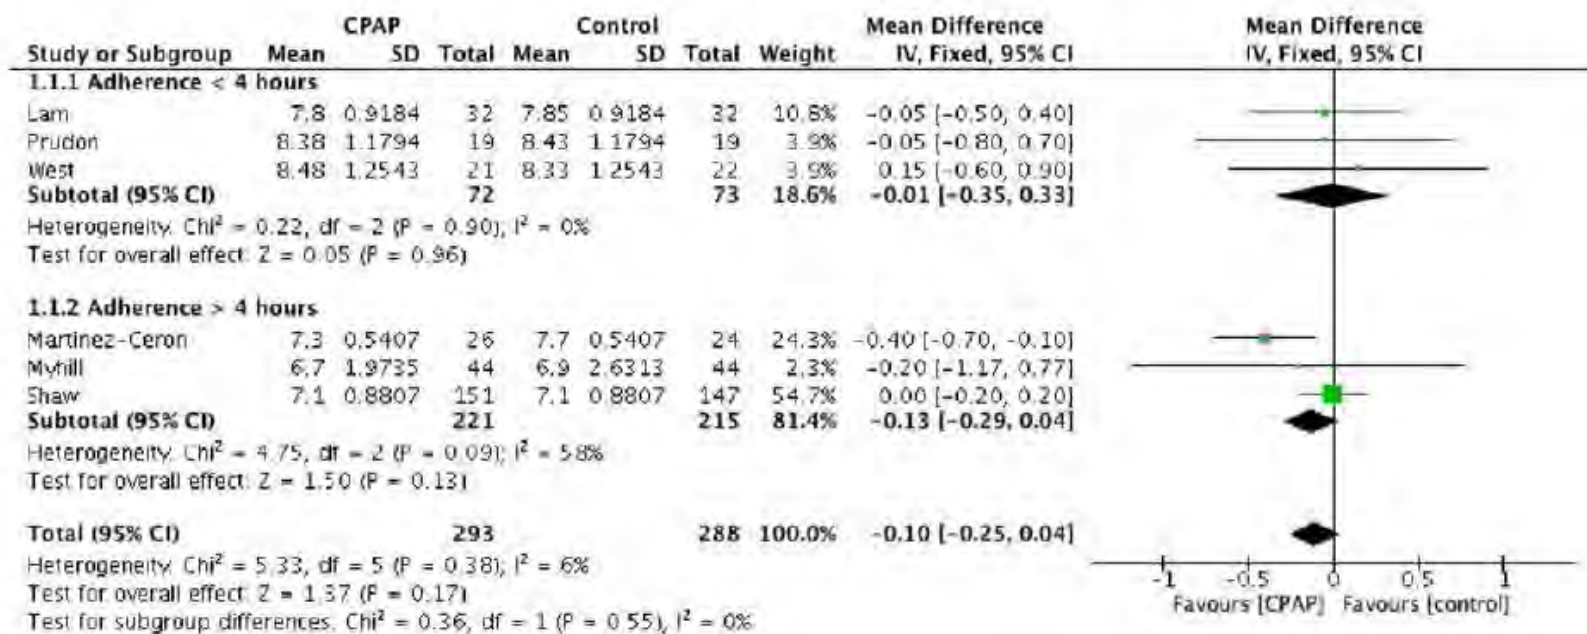 CPAP Control Mean Difference Mean Difference
Study or Subgroup Mean SD Total Mean SD Total Weight IV, Fixed, 95% CI IV, Fixed, 95% CI
1.1.1 Adherence < 4 hours
Lam 7.8 0.9184 32 7.85 0.9184 32 10.8% -0.05 [-0.50, 0.40]
Prudon 8.38 1.1794 19 8.43 1.1794 19 3.9% -0.05 [-0.80, 0.70]
West 8.48 1.2543 21 8.33 1.2543 22 3.9% 0.15 [-0.60, 0.90]
Subtotal (95% CI) 72 73 18.6% -0.01 [-0.35, 0.33]
Heterogeneity: Chi² = 0.22, df = 2 (P = 0.90); I² = 0%
Test for overall effect: Z = 0.05 (P = 0.96)
1.1.2 Adherence > 4 hours
Martinez-Ceron 7.3 0.5407 26 7.7 0.5407 24 24.3% -0.40 [-0.70, -0.10]
Myhill 6.7 1.9735 44 6.9 2.6313 44 2.3% -0.20 [-1.17, 0.77]
Shaw 7.1 0.8807 151 7.1 0.8807 147 54.7% 0.00 [-0.20, 0.20]
Subtotal (95% CI) 221 215 81.4% -0.13 [-0.29, 0.04]
Heterogeneity: Chi² = 4.75, df = 2 (P = 0.09); I² = 58%
Test for overall effect: Z = 1.50 (P = 0.13)
Total (95% CI) 293 288 100.0% -0.10 [-0.25, 0.04]
Heterogeneity: Chi² = 5.33, df = 5 (P = 0.38); I² = 6%
Test for overall effect: Z = 1.37 (P = 0.17)
Test for subgroup differences: Chi² = 0.36, df = 1 (P = 0.55), I² = 0%
-1 -0.5 0 0.5 1
Favours [CPAP] Favours [control]